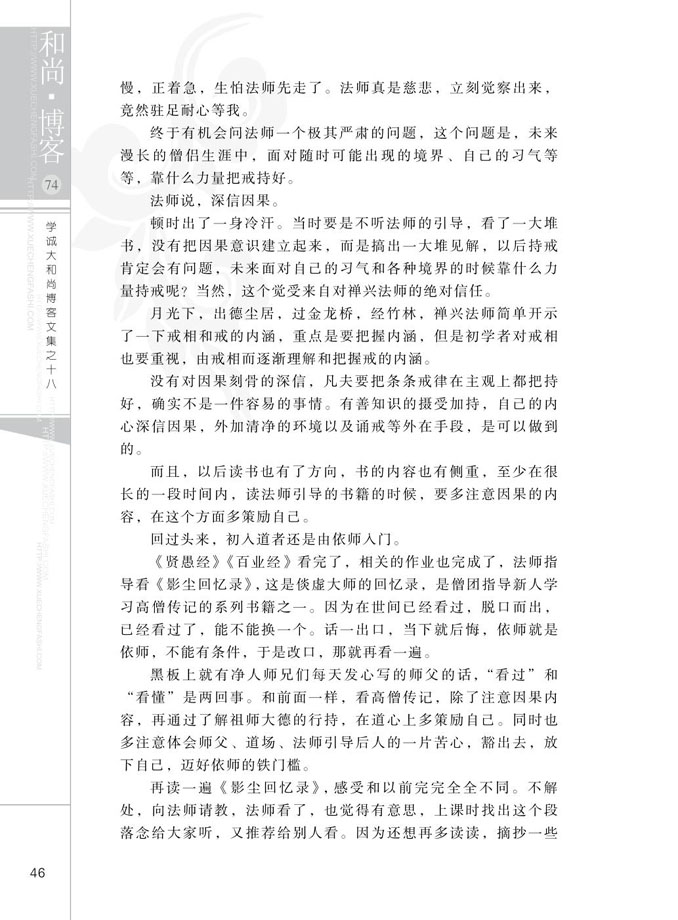 和尚·博客
74
学诚大和尚博客文集之十八
慢，正着急，生怕法师先走了。法师真是慈悲，立刻觉察出来，
竟然驻足耐心等我。
终于有机会问法师一个极其严肃的问题，这个问题是，未来
漫长的僧侣生涯中，面对随时可能出现的境界、自己的习气等
等，靠什么力量把戒持好。
法师说，深信因果。
顿时出了一身冷汗。当时要是不听法师的引导，看了一大堆
书，没有把因果意识建立起来，而是搞出一大堆见解，以后持戒
肯定会有问题，未来面对自己的习气和各种境界的时候靠什么力
量持戒呢？当然，这个觉受来自对禅兴法师的绝对信任。
月光下，出德尘居，过金龙桥，经竹林，禅兴法师简单开示
了一下戒相和戒的内涵，重点是要把握内涵，但是初学者对戒相
也要重视，由戒相而逐渐理解和把握戒的内涵。
没有对因果刻骨的深信，凡夫要把条条戒律在主观上都把持
好，确实不是一件容易的事情。有善知识的摄受加持，自己的内
心深信因果，外加清净的环境以及诵戒等外在手段，是可以做到
的。
而且，以后读书也有了方向，书的内容也有侧重，至少在很
长的一段时间内，读法师引导的书籍的时候，要多注意因果的内
容，在这个方面多策励自己。
回过头来，初入道者还是由依师入门。
《贤愚经》《百业经》看完了，相关的作业也完成了，法师指
导看《影尘回忆录》，这是倓虚大师的回忆录，是僧团指导新人学
习高僧传记的系列书籍之一。因为在世间已经看过，脱口而出，
已经看过了，能不能换一个。话一出口，当下就后悔，依师就是
依师，不能有条件，于是改口，那就再看一遍。
黑板上就有净人师兄们每天发心写的师父的话，“看过”和
“看懂”是两回事。和前面一样，看高僧传记，除了注意因果内
容，再通过了解祖师大德的行持，在道心上多策励自己。同时也
多注意体会师父、道场、法师引导后人的一片苦心，豁出去，放
下自己，迈好依师的铁门槛。
再读一遍《影尘回忆录》，感受和以前完完全全不同。不解
处，向法师请教，法师看了，也觉得有意思，上课时找出这个段
落念给大家听，又推荐给别人看。因为还想再多读读，摘抄一些
46